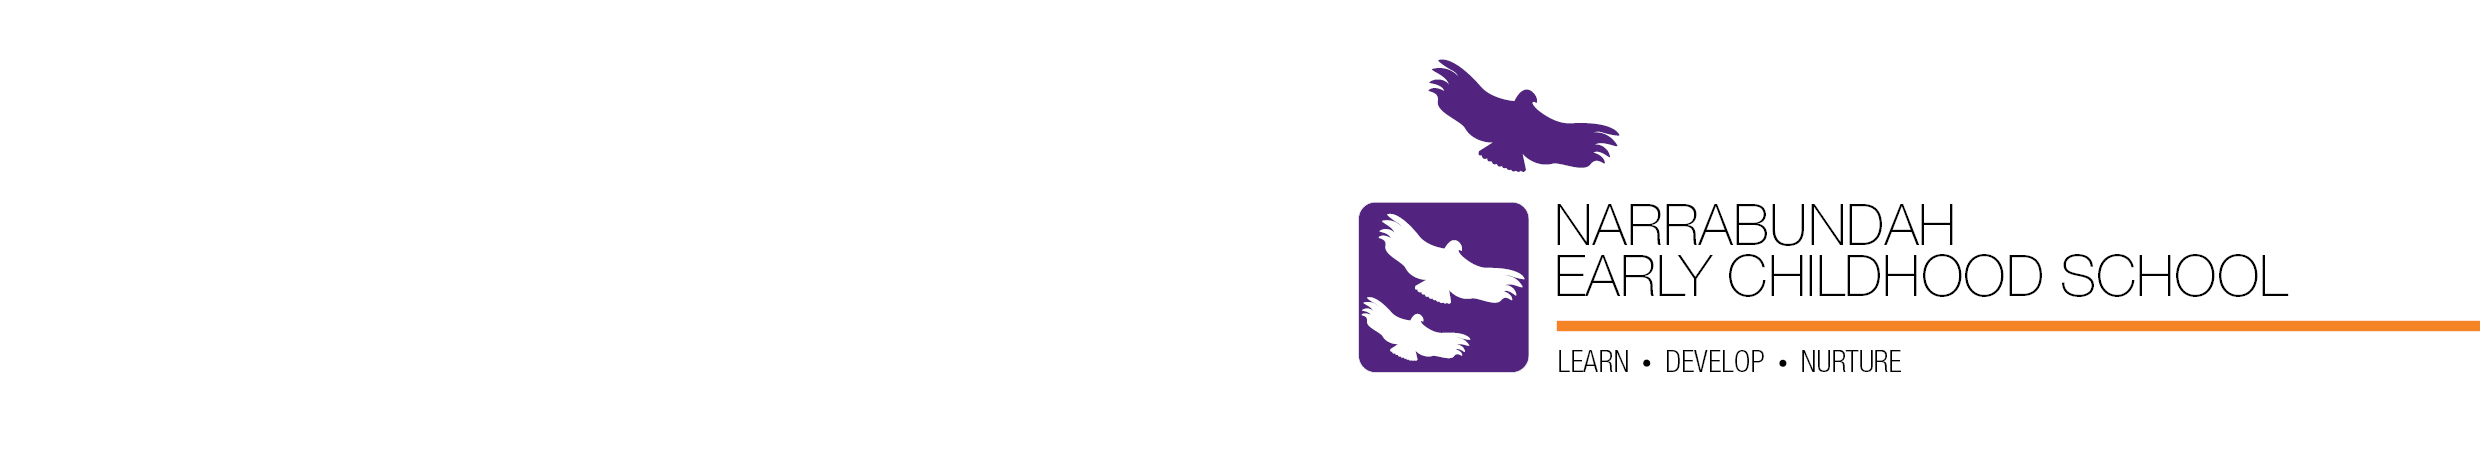 NARRABUNDAH
EARLY CHILDHOOD SCHOOL
LEARN • DEVELOP • NURTURE